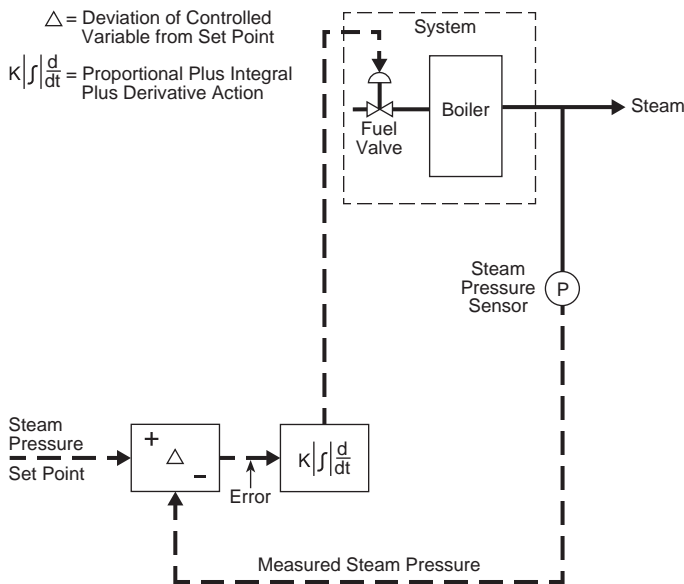 △ = Deviation of Controlled
Variable from Set Point
K|∫|d/dt = Proportional Plus Integral
Plus Derivative Action
System
Boiler
Steam
Fuel
Valve
Steam
Pressure
Sensor
P
Steam
Pressure
Set Point
+
△
-
Error
K|∫|d/dt
Measured Steam Pressure